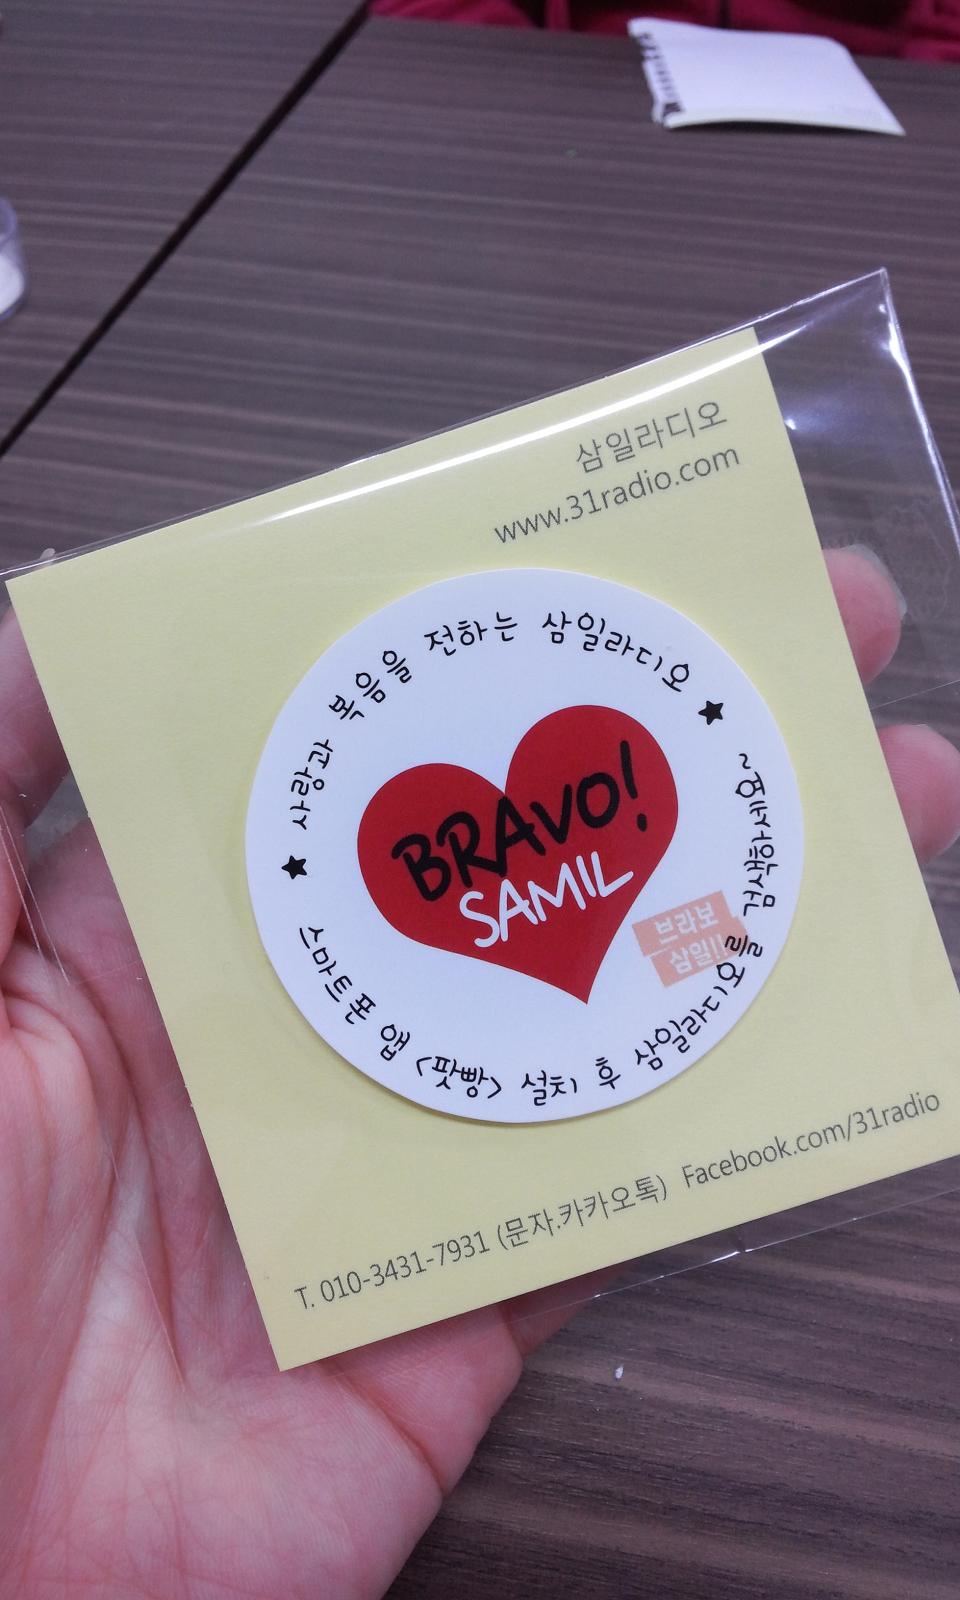 삼일라디오
www.31radio.com
★ 사랑과 복음을 전하는 삼일라디오 ★
스마트폰 앱 <팟빵> 설치 후 삼일라디오를 검색하세요~
BRAVO!
SAMIL
브라보
삼일!!
T. 010-3431-7931 (문자.카카오톡) Facebook.com/31radio